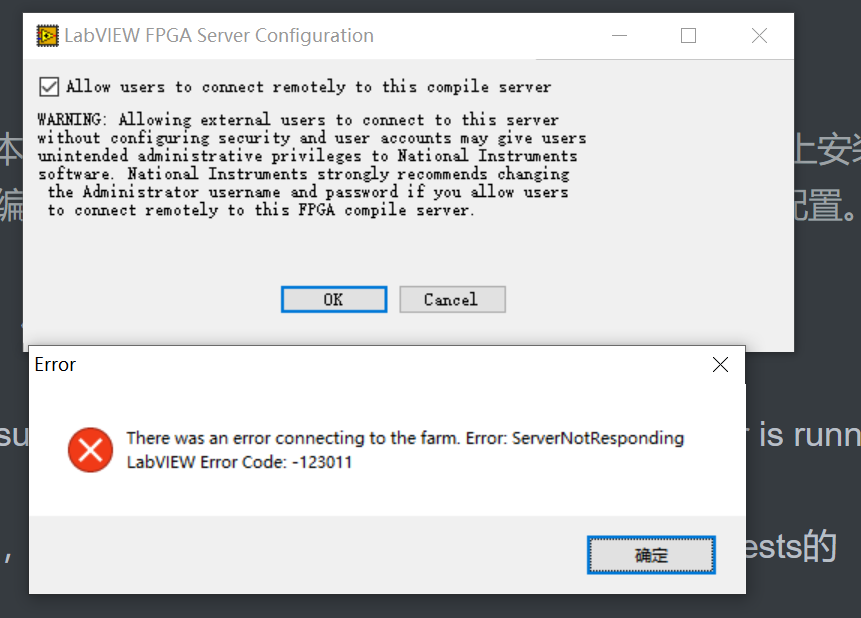 LabVIEW FPGA Server Configuration
Allow users to connect remotely to this compile server
WARNING: Allowing external users to connect to this server
without configuring security and user accounts may give users
unintended administrative privileges to National Instruments
software. National Instruments strongly recommends changing
the Administrator username and password if you allow users
to connect remotely to this FPGA compile server.
本 上安装
编 配置。
OK Cancel
Error
There was an error connecting to the farm. Error: ServerNotResponding
LabVIEW Error Code: -123011
su r is runn
确定
, ests的